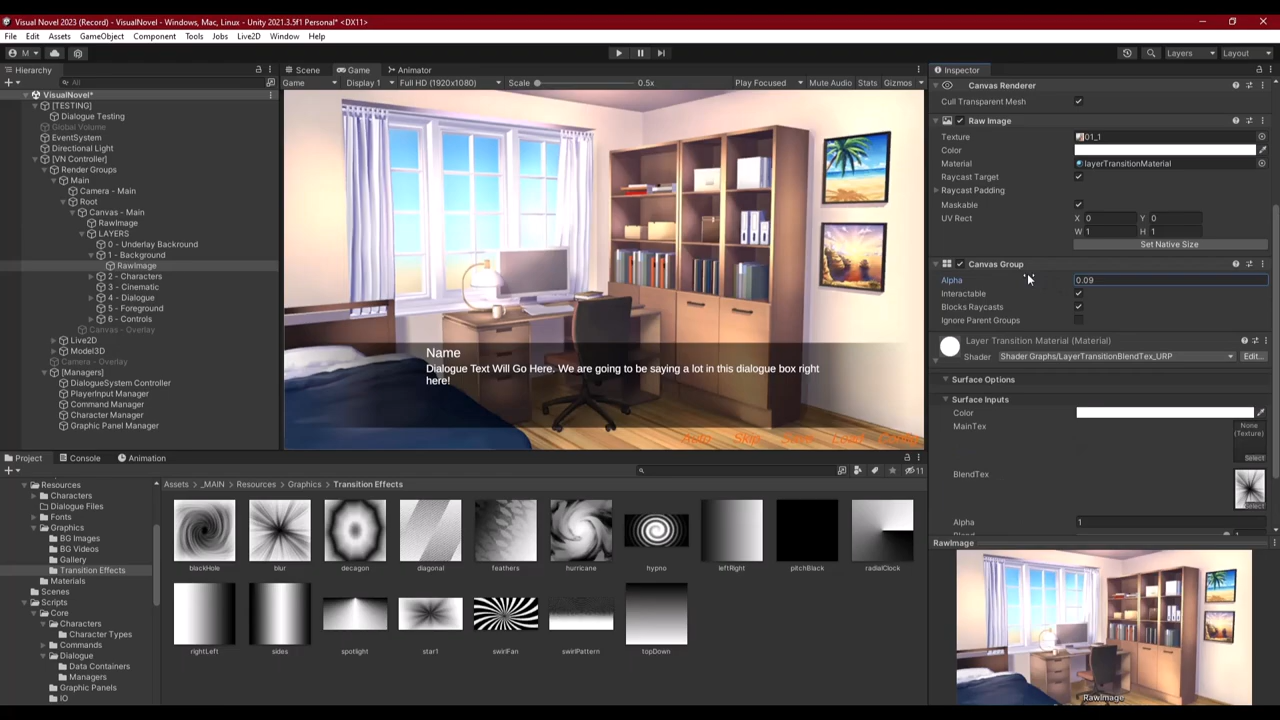 Visual Novel 2023 (Record) - VisualNovel - Windows, Mac, Linux - Unity 2021.3.5f1 Personal* <DX11>
File Edit Assets GameObject Component Tools Jobs Live2D Window Help
M Layers Layout
Hierarchy
All
VisualNovel*
[TESTING]
Dialogue Testing
Global Volume
EventSystem
Directional Light
[VN Controller]
Render Groups
Main
Camera - Main
Root
Canvas - Main
RawImage
LAYERS
0 - Underlay Backround
1 - Background
RawImage
2 - Characters
3 - Cinematic
4 - Dialogue
5 - Foreground
6 - Controls
Canvas - Overlay
Live2D
Model3D
Camera - Overlay
[Managers]
DialogueSystem Controller
PlayerInput Manager
Command Manager
Character Manager
Graphic Panel Manager
Scene Game Animator
Game Display 1 Full HD (1920x1080) Scale 0.5x Play Focused Mute Audio Stats Gizmos
Name
Dialogue Text Will Go Here. We are going to be saying a lot in this dialogue box right
here!
Auto Skip Load
Inspector
Canvas Renderer
Cull Transparent Mesh
Raw Image
Texture 01_1
Color
Material layerTransitionMaterial
Raycast Target
Raycast Padding
Maskable
UV Rect X 0 Y 0
W 1 H 1
Set Native Size
Canvas Group
Alpha 0.09
Interactable
Blocks Raycasts
Ignore Parent Groups
Layer Transition Material (Material)
Shader Shader Graphs/LayerTransitionBlendTex_URP Edit...
Surface Options
Surface Inputs
Color
MainTex
None
(Texture)
Select
BlendTex
Select
Alpha 1
RawImage
RawImage
Project Console Animation
11
Resources
Characters
Dialogue Files
Fonts
Graphics
BG Images
BG Videos
Gallery
Transition Effects
Materials
Scenes
Scripts
Core
Characters
Character Types
Commands
Dialogue
Data Containers
Managers
Graphic Panels
IO
Assets > _MAIN > Resources > Graphics > Transition Effects
blackHole blur decagon diagonal feathers hurricane hypno leftRight pitchBlack radialClock
rightLeft sides spotlight star1 swirlFan swirlPattern topDown